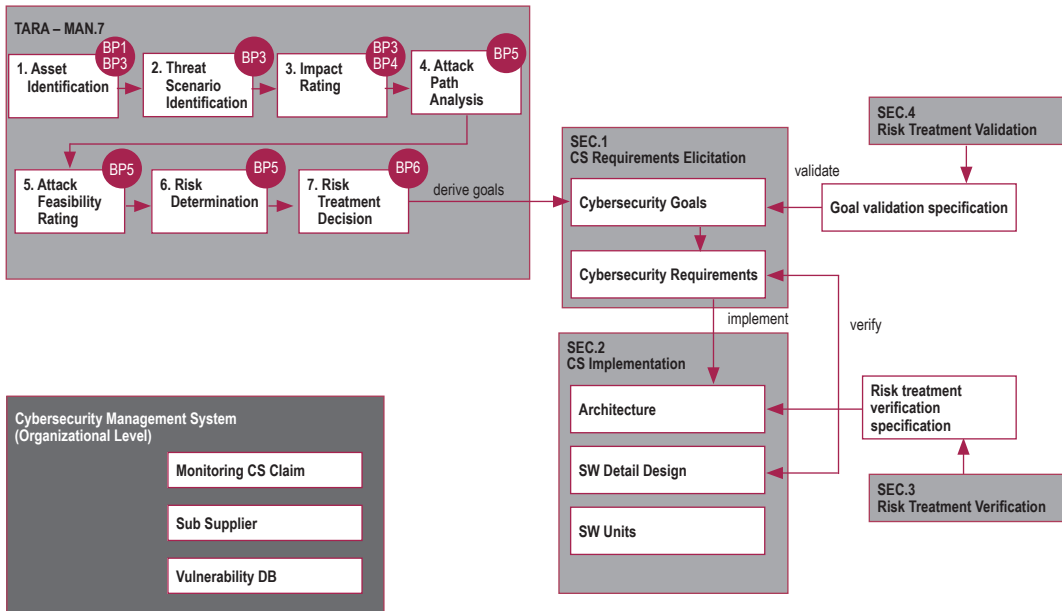 TARA – MAN.7
BP1
BP3
1. Asset
Identification
BP3
2. Threat
Scenario
Identification
BP3
BP4
3. Impact
Rating
BP5
4. Attack
Path
Analysis
BP5
5. Attack
Feasibility
Rating
BP5
6. Risk
Determination
BP6
7. Risk
Treatment
Decision
derive goals
SEC.1
CS Requirements Elicitation
Cybersecurity Goals
Cybersecurity Requirements
validate
SEC.4
Risk Treatment Validation
Goal validation specification
implement
verify
SEC.2
CS Implementation
Architecture
SW Detail Design
SW Units
Risk treatment
verification
specification
SEC.3
Risk Treatment Verification
Cybersecurity Management System
(Organizational Level)
Monitoring CS Claim
Sub Supplier
Vulnerability DB